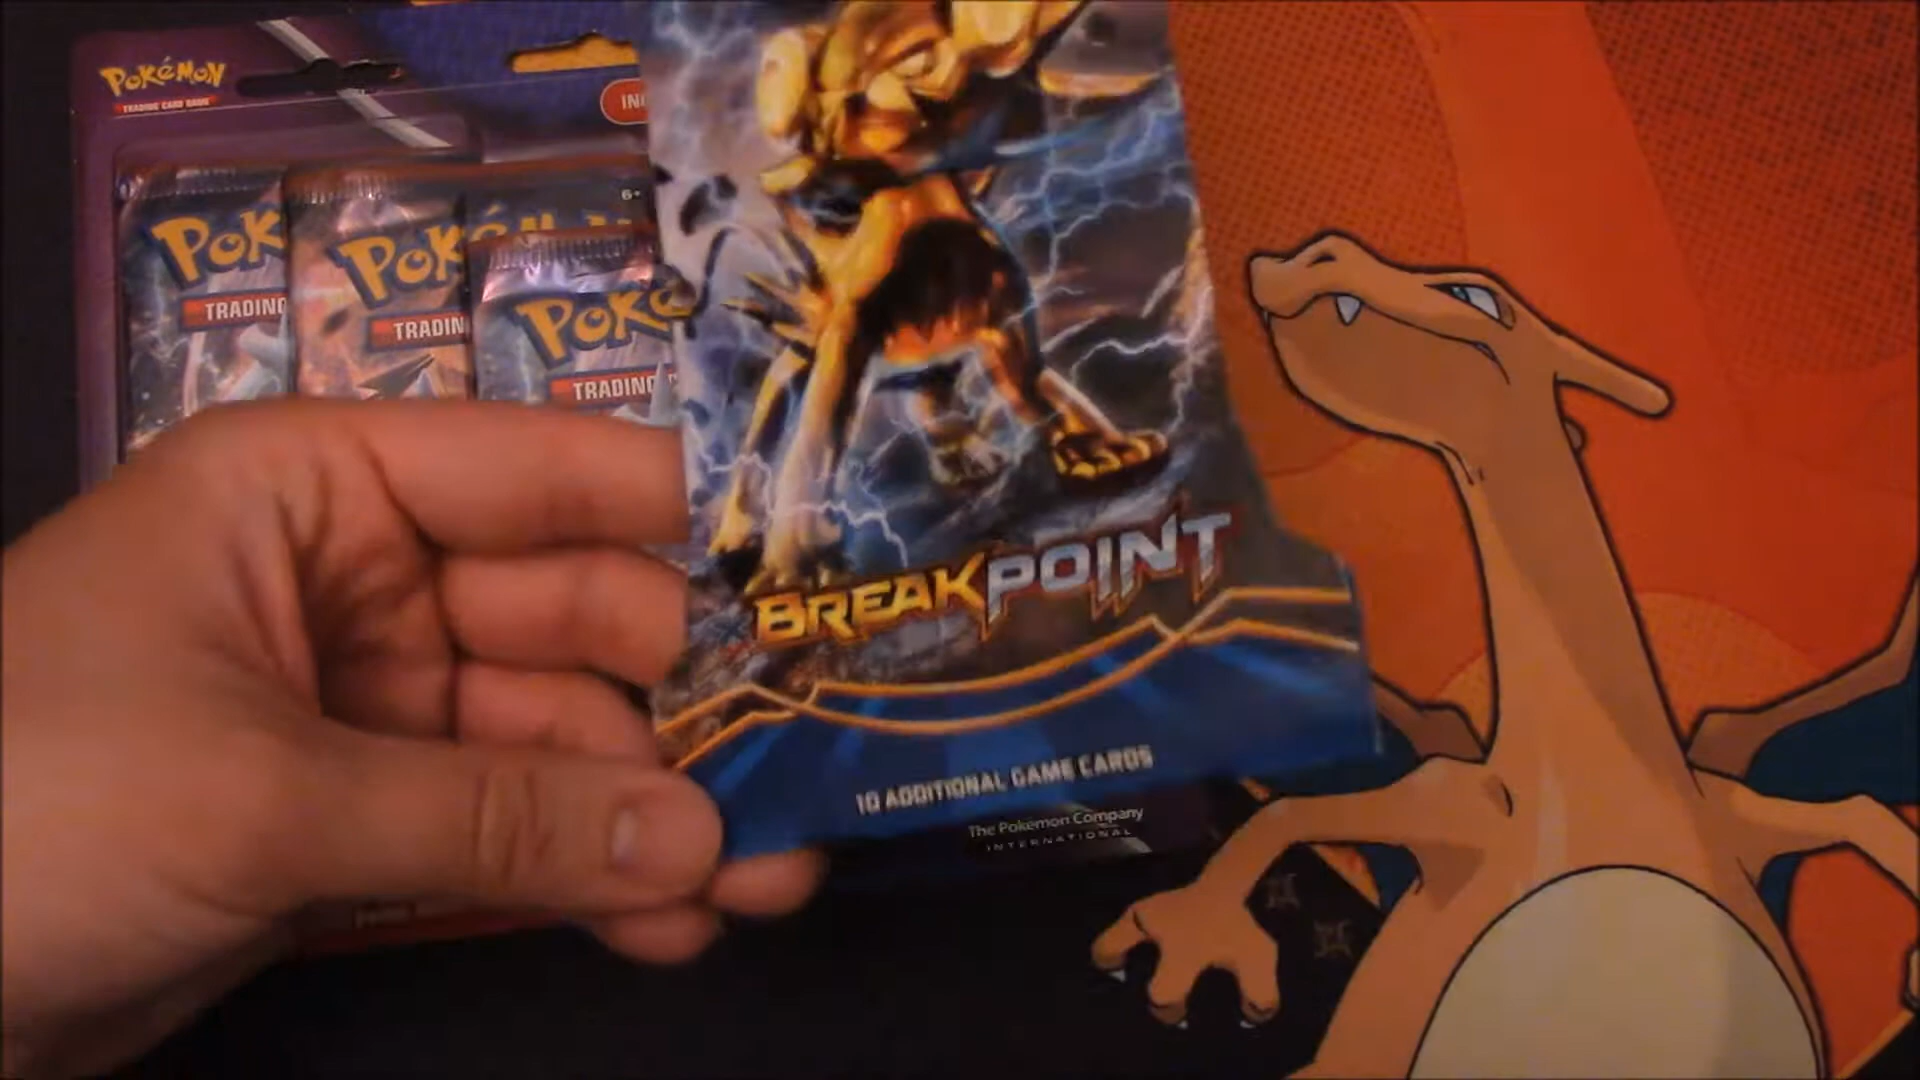 POKéMON
TRADING CARD GAME
IN
6+
POK
TRADING
POK
TRADIN
POKé
TRADING
BREAKPOINT
10 ADDITIONAL GAME CARDS
The Pokémon Company
INTERNATIONAL